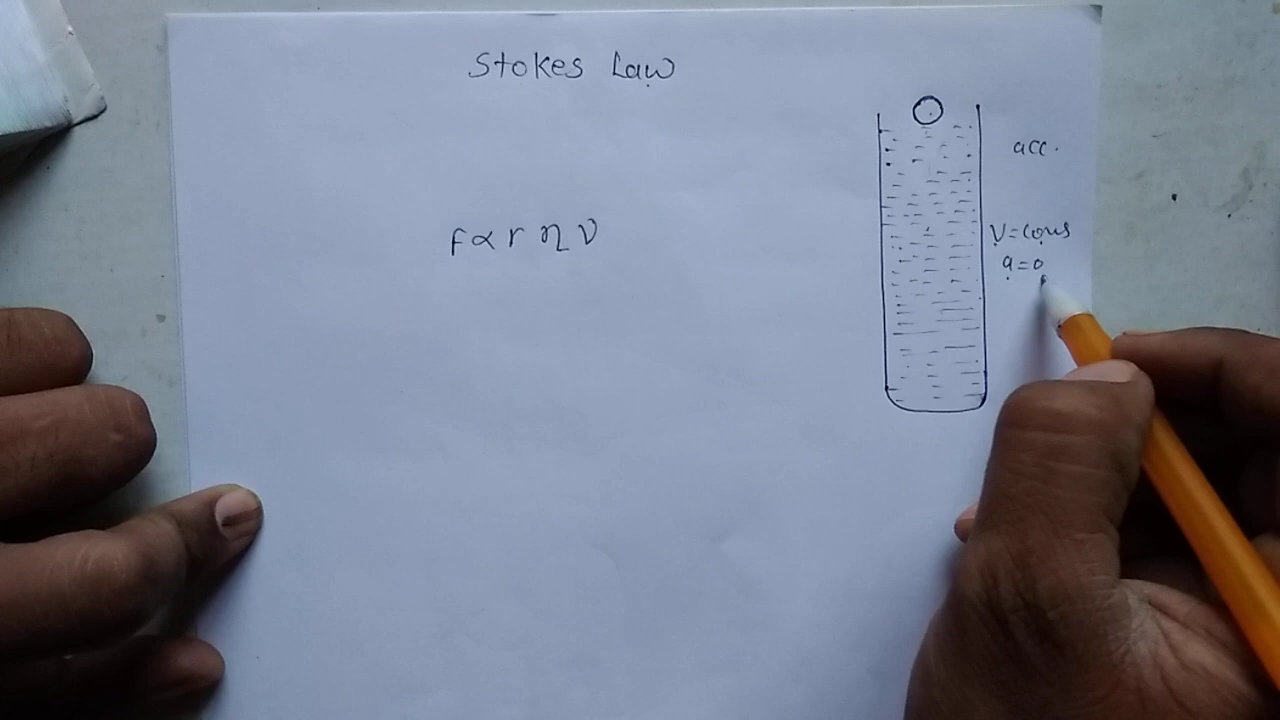 Stokes Law
acc.
F∝ r η V
V=cons
a=0